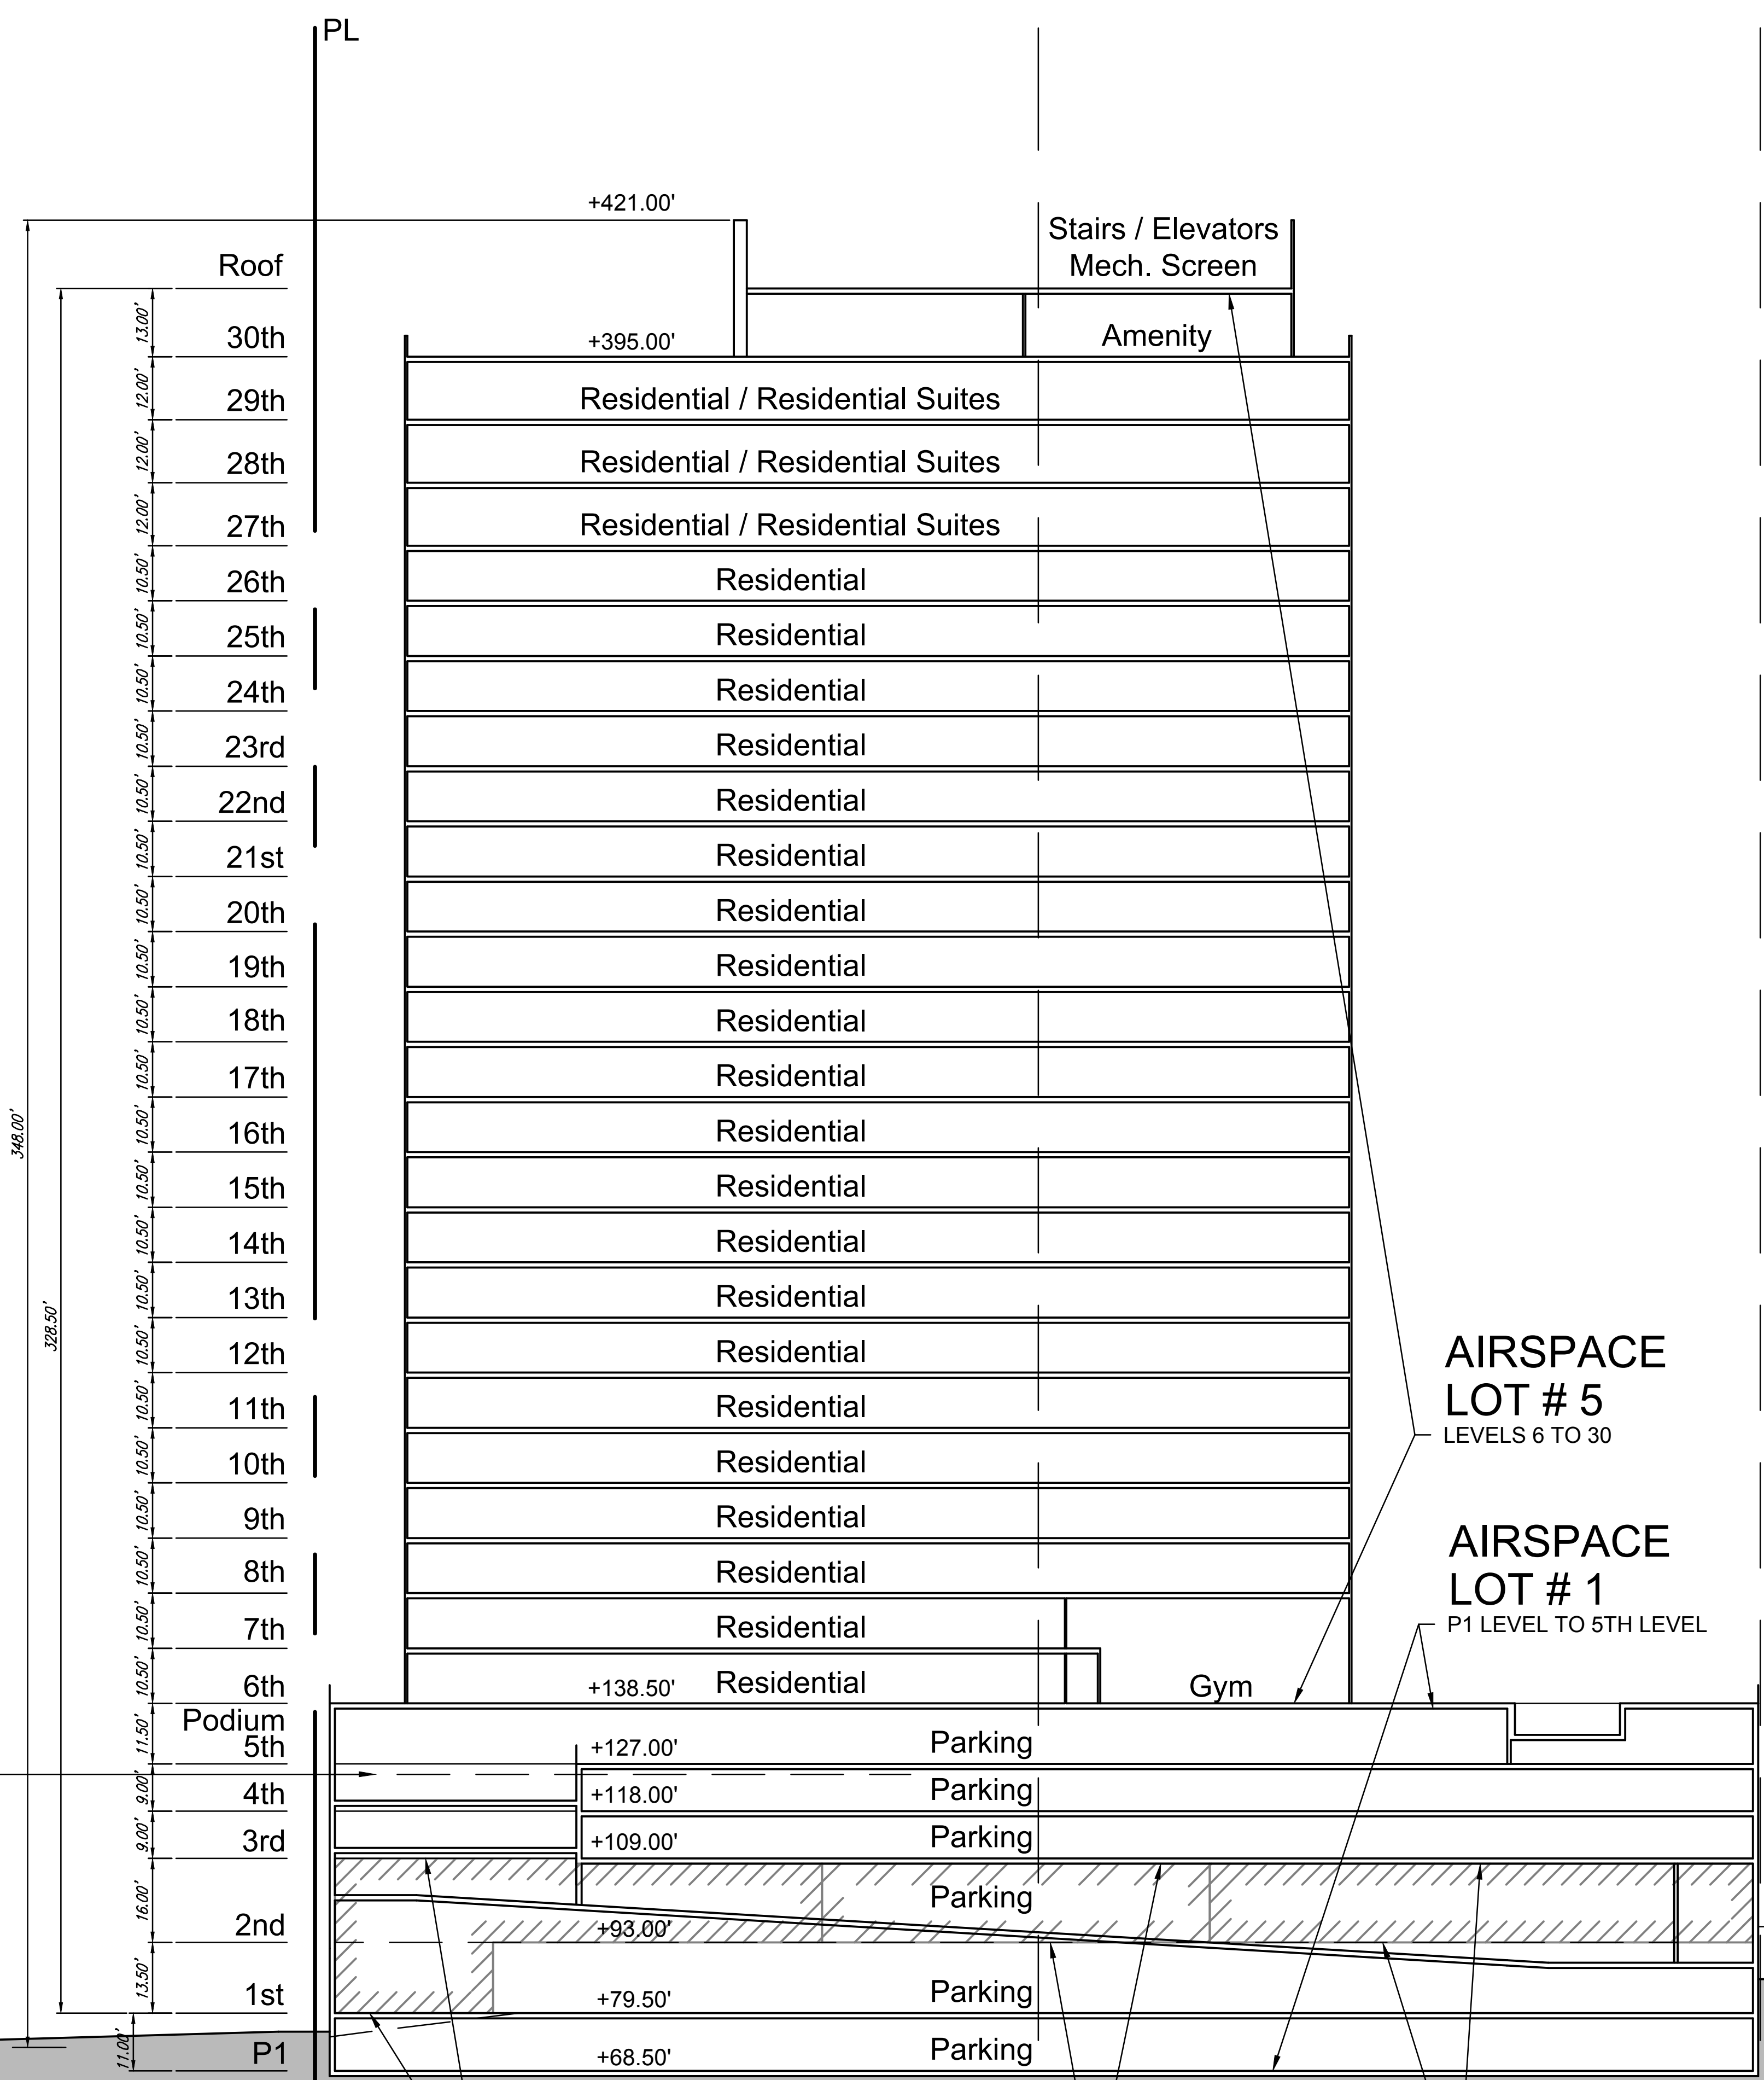 PL
+421.00'
Stairs / Elevators
Roof
Mech. Screen
13.00'
30th
+395.00'
Amenity
12.00'
29th
Residential / Residential Suites
12.00'
28th
Residential / Residential Suites
12.00'
27th
Residential / Residential Suites
10.50'
26th
Residential
10.50'
25th
Residential
10.50'
24th
Residential
10.50'
23rd
Residential
10.50'
22nd
Residential
10.50'
21st
Residential
10.50'
20th
Residential
10.50'
19th
Residential
10.50'
18th
Residential
10.50'
17th
Residential
348.00'
10.50'
16th
Residential
10.50'
15th
Residential
10.50'
14th
Residential
328.50'
10.50'
13th
Residential
10.50'
12th
Residential
AIRSPACE
LOT # 5
LEVELS 6 TO 30
10.50'
11th
Residential
10.50'
10th
Residential
10.50'
9th
Residential
AIRSPACE
LOT # 1
P1 LEVEL TO 5TH LEVEL
10.50'
8th
Residential
10.50'
7th
Residential
10.50'
6th
+138.50'
Residential
Gym
Podium
11.50'
5th
+127.00'
Parking
9.00'
4th
+118.00'
Parking
9.00'
3rd
+109.00'
Parking
16.00'
2nd
+93.00'
Parking
13.50'
1st
+79.50'
Parking
11.00'
P1
+68.50'
Parking